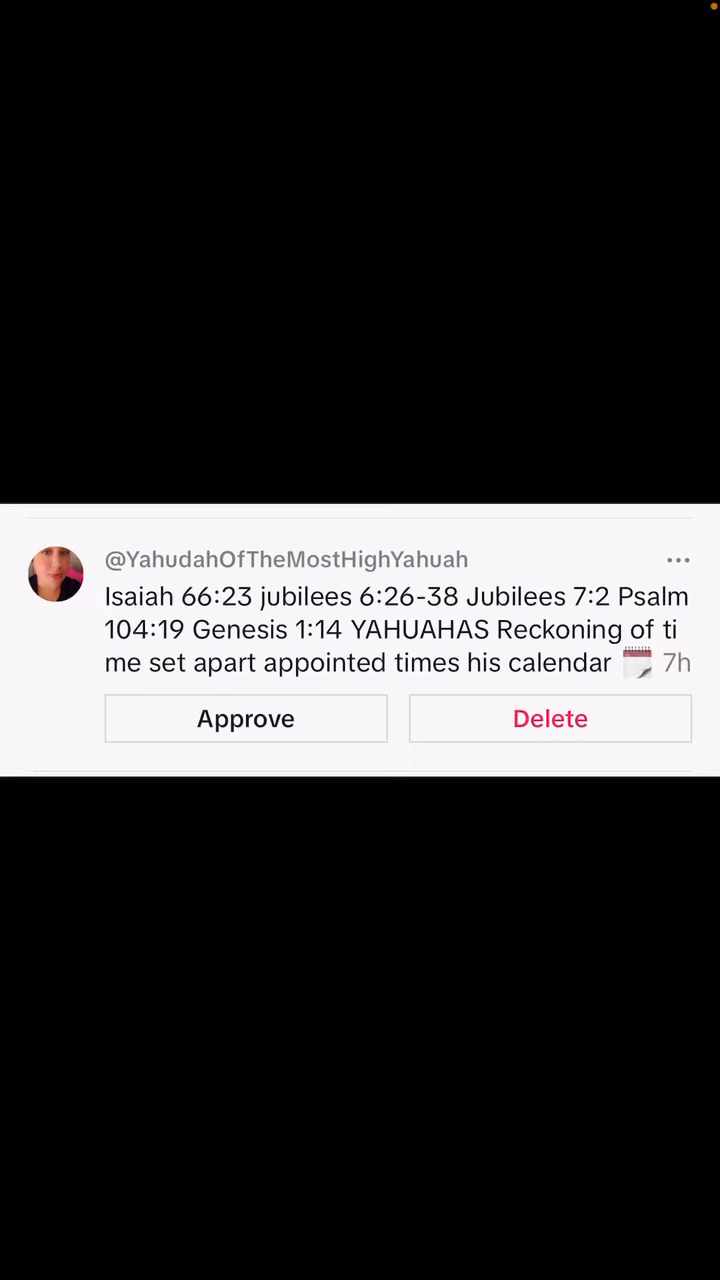 @YahudahOfTheMostHighYahuah
Isaiah 66:23 jubilees 6:26-38 Jubilees 7:2 Psalm
104:19 Genesis 1:14 YAHUAHAS Reckoning of ti
me set apart appointed times his calendar 🗓 7h
Approve
Delete